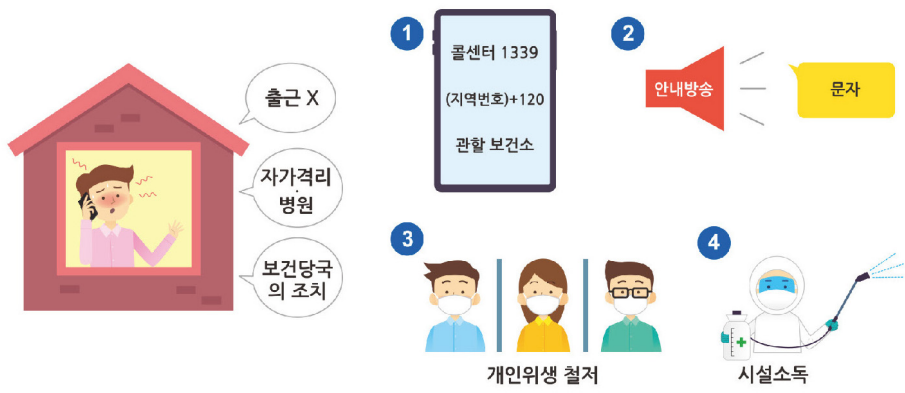 출근 X
자가격리
·
병원
보건당국
의 조치
1
콜센터 1339
(지역번호)+120
관할 보건소
2
안내방송
문자
3
개인위생 철저
4
시설소독